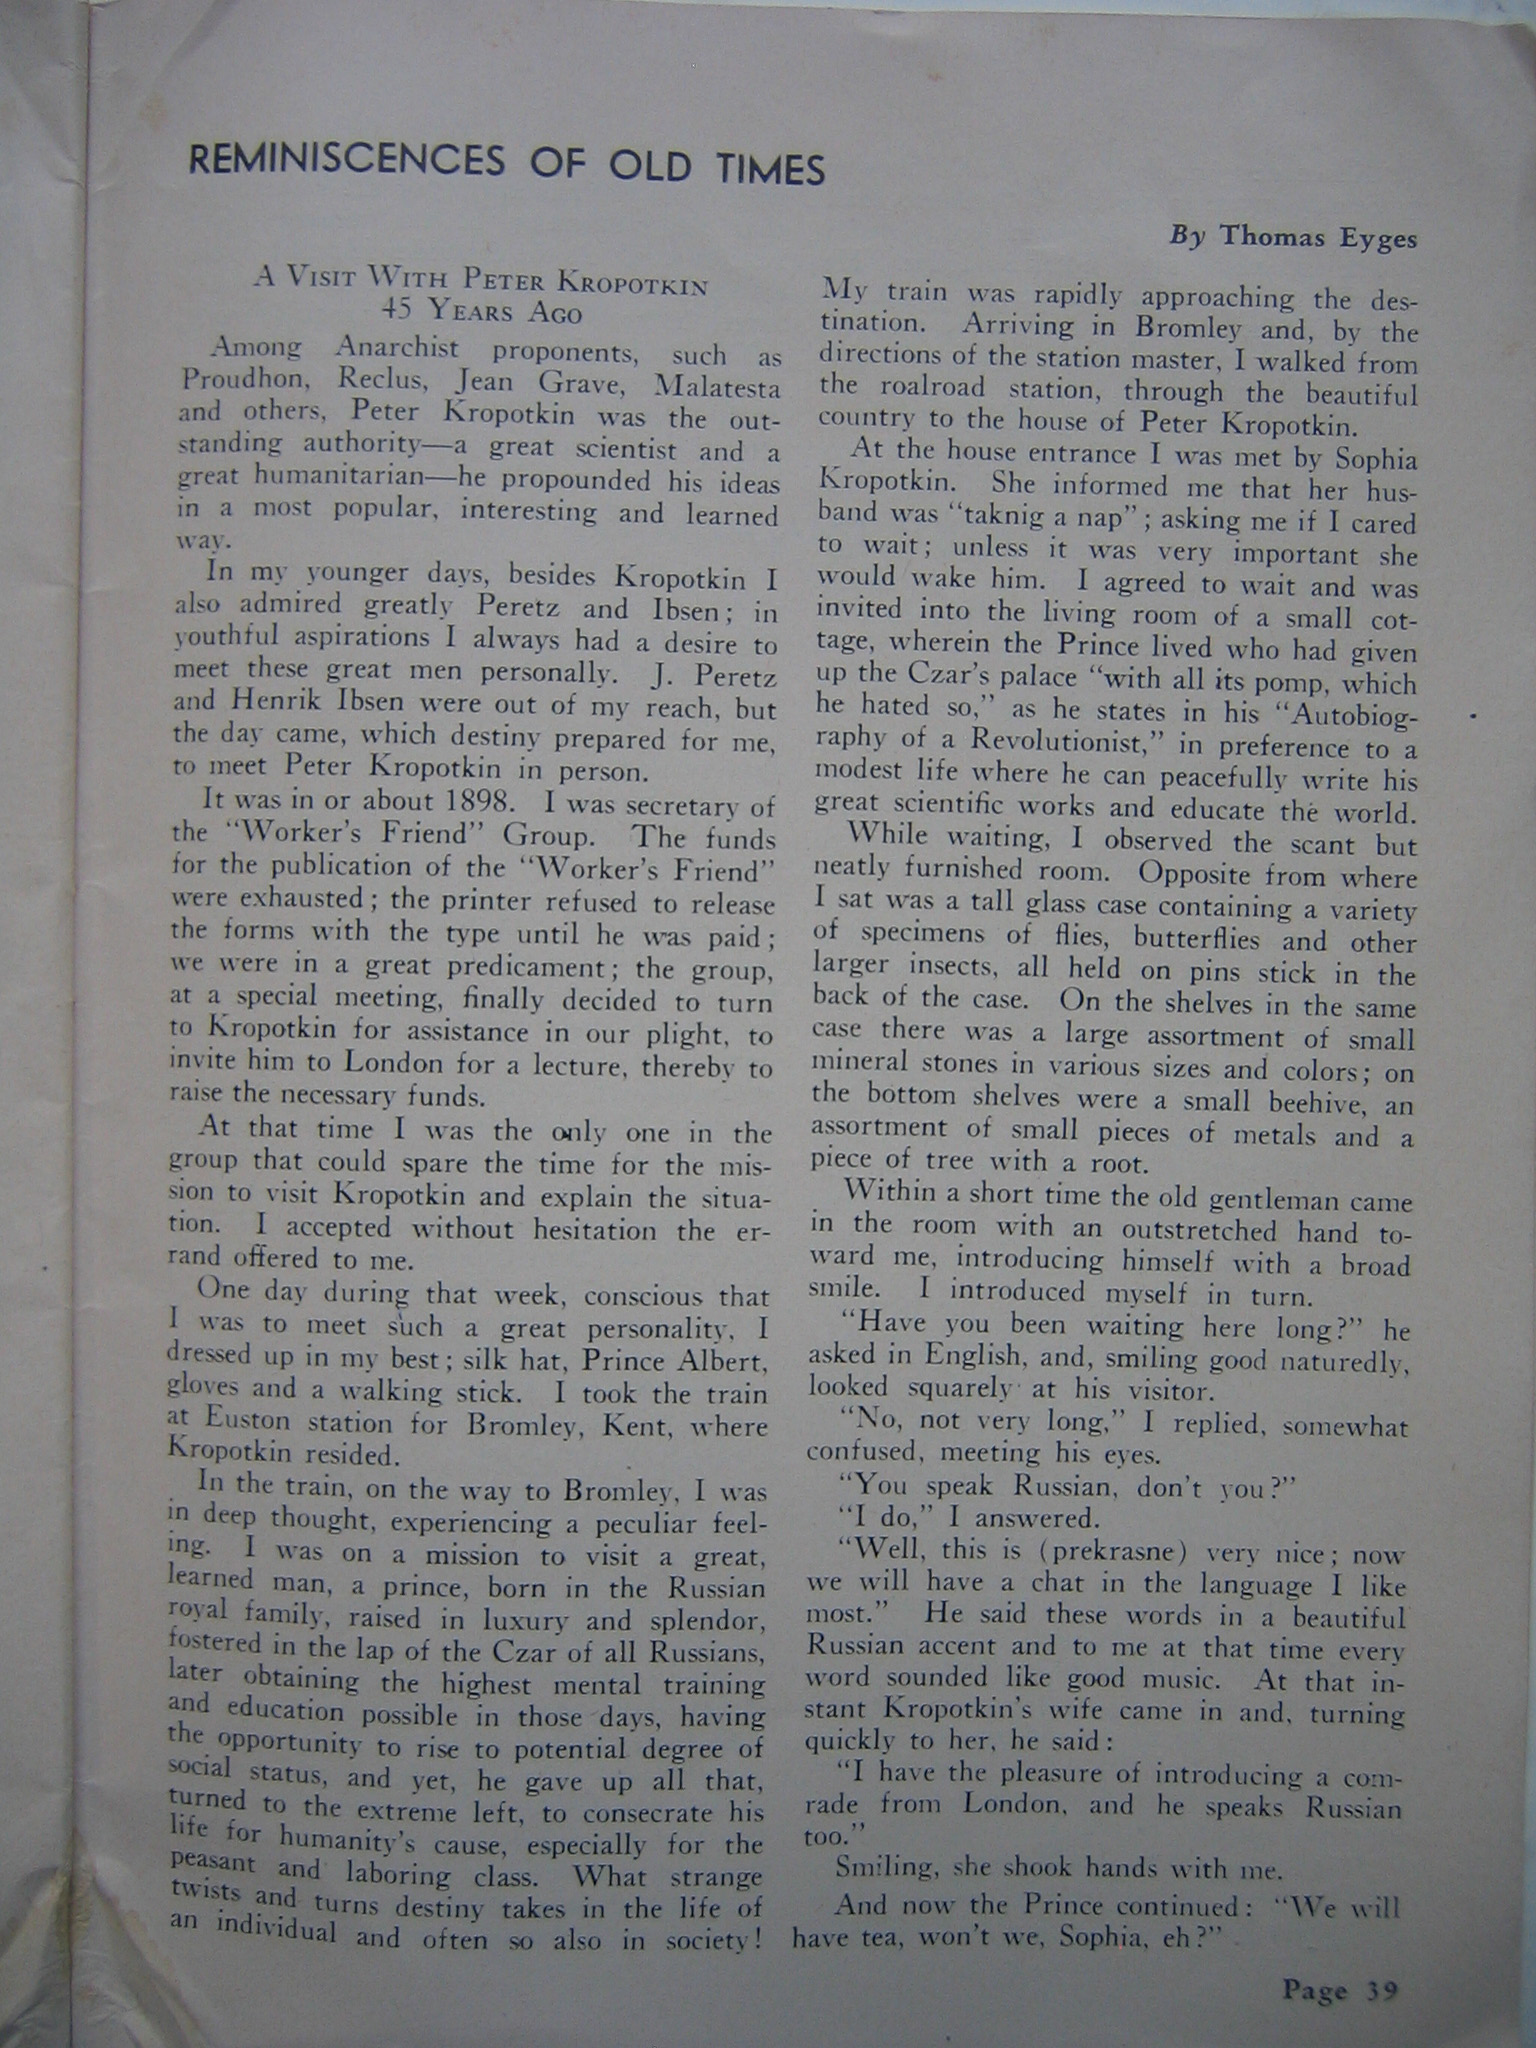 REMINISCENCES OF OLD TIMES
By Thomas Eyges
A VISIT WITH PETER KROPOTKIN
45 YEARS AGO
Among Anarchist proponents, such as
Proudhon, Reclus, Jean Grave, Malatesta
and others, Peter Kropotkin was the out-
standing authority—a great scientist and a
great humanitarian—he propounded his ideas
in a most popular, interesting and learned
way.
In my younger days, besides Kropotkin I
also admired greatly Peretz and Ibsen; in
youthful aspirations I always had a desire to
meet these great men personally. J. Peretz
and Henrik Ibsen were out of my reach, but
the day came, which destiny prepared for me,
to meet Peter Kropotkin in person.
It was in or about 1898. I was secretary of
the "Worker's Friend" Group. The funds
for the publication of the "Worker's Friend"
were exhausted; the printer refused to release
the forms with the type until he was paid;
we were in a great predicament; the group,
at a special meeting, finally decided to turn
to Kropotkin for assistance in our plight, to
invite him to London for a lecture, thereby to
raise the necessary funds.
At that time I was the only one in the
group that could spare the time for the mis-
sion to visit Kropotkin and explain the situa-
tion. I accepted without hesitation the er-
rand offered to me.
One day during that week, conscious that
I was to meet such a great personality, I
dressed up in my best; silk hat, Prince Albert,
gloves and a walking stick. I took the train
at Euston station for Bromley, Kent, where
Kropotkin resided.
In the train, on the way to Bromley, I was
in deep thought, experiencing a peculiar feel-
ing. I was on a mission to visit a great,
learned man, a prince, born in the Russian
royal family, raised in luxury and splendor,
fostered in the lap of the Czar of all Russians,
later obtaining the highest mental training
and education possible in those days, having
the opportunity to rise to potential degree of
social status, and yet, he gave up all that,
turned to the extreme left, to consecrate his
life for humanity's cause, especially for the
peasant and laboring class. What strange
twists and turns destiny takes in the life of
an individual and often so also in society!
My train was rapidly approaching the des-
tination. Arriving in Bromley and, by the
directions of the station master, I walked from
the roalroad station, through the beautiful
country to the house of Peter Kropotkin.
At the house entrance I was met by Sophia
Kropotkin. She informed me that her hus-
band was "taknig a nap"; asking me if I cared
to wait; unless it was very important she
would wake him. I agreed to wait and was
invited into the living room of a small cot-
tage, wherein the Prince lived who had given
up the Czar's palace "with all its pomp, which
he hated so," as he states in his "Autobiog-
raphy of a Revolutionist," in preference to a
modest life where he can peacefully write his
great scientific works and educate the world.
While waiting, I observed the scant but
neatly furnished room. Opposite from where
I sat was a tall glass case containing a variety
of specimens of flies, butterflies and other
larger insects, all held on pins stick in the
back of the case. On the shelves in the same
case there was a large assortment of small
mineral stones in various sizes and colors; on
the bottom shelves were a small beehive, an
assortment of small pieces of metals and a
piece of tree with a root.
Within a short time the old gentleman came
in the room with an outstretched hand to-
ward me, introducing himself with a broad
smile. I introduced myself in turn.
"Have you been waiting here long?" he
asked in English, and, smiling good naturedly,
looked squarely at his visitor.
"No, not very long," I replied, somewhat
confused, meeting his eyes.
"You speak Russian, don't you?"
"I do," I answered.
"Well, this is (prekrasne) very nice; now
we will have a chat in the language I like
most." He said these words in a beautiful
Russian accent and to me at that time every
word sounded like good music. At that in-
stant Kropotkin's wife came in and, turning
quickly to her, he said:
"I have the pleasure of introducing a com-
rade from London, and he speaks Russian
too."
Smiling, she shook hands with me.
And now the Prince continued: "We will
have tea, won't we, Sophia, eh?"
Page 39